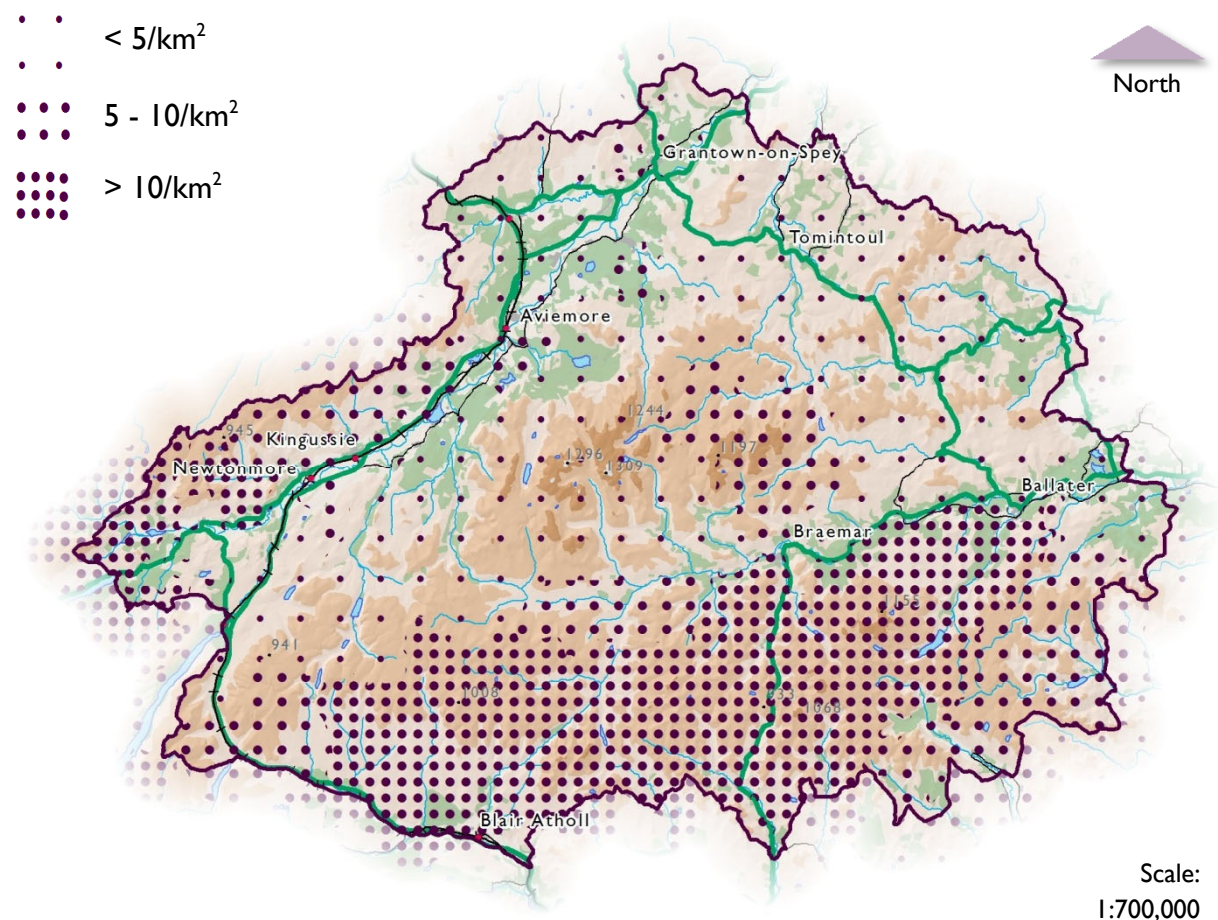 < 5/km²
5 - 10/km²
> 10/km²
North
Grantown-on-Spey
Tomintoul
Aviemore
1244
945
Kingussie
1197
1296
1309
Newtonmore
Ballater
Braemar
1155
941
1008
933
1068
Blair Atholl
Scale:
1:700,000